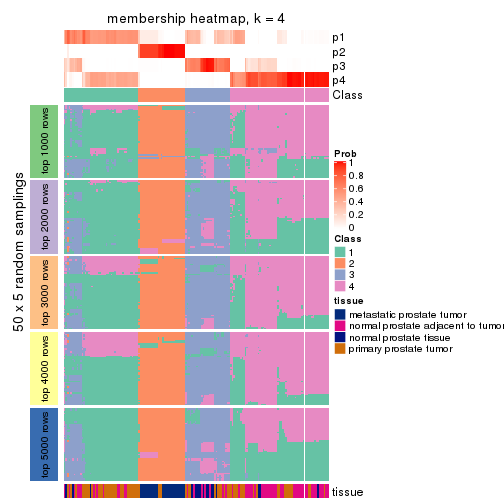 membership heatmap, k = 4
p1
p2
p3
p4
Class
50 x 5 random samplings
top 1000 rows
top 2000 rows
top 3000 rows
top 4000 rows
top 5000 rows
Prob
1
0.8
0.6
0.4
0.2
0
Class
1
2
3
4
tissue
metastatic prostate tumor
normal prostate adjacent to tumor
normal prostate tissue
primary prostate tumor
tissue